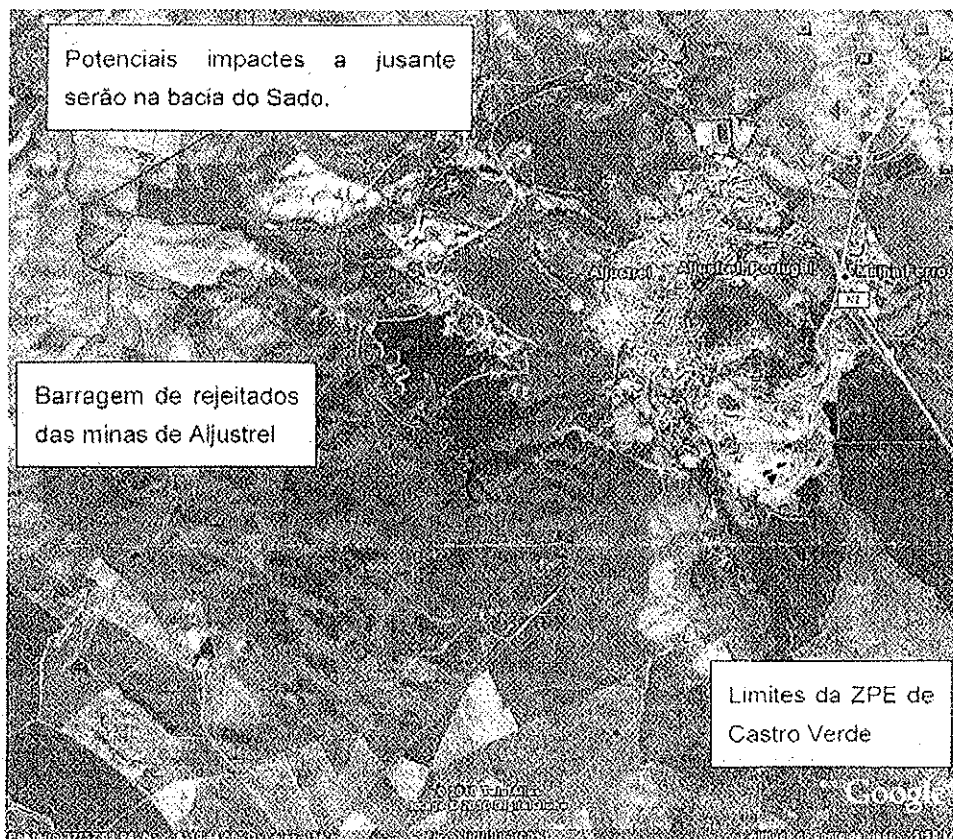 Potenciais impactes a jusante
serão na bacia do Sado.
Aljustrel
Aljustrel, Portugal
N2
Barragem de rejeitados
das minas de Aljustrel
Limites da ZPE de
Castro Verde
Google